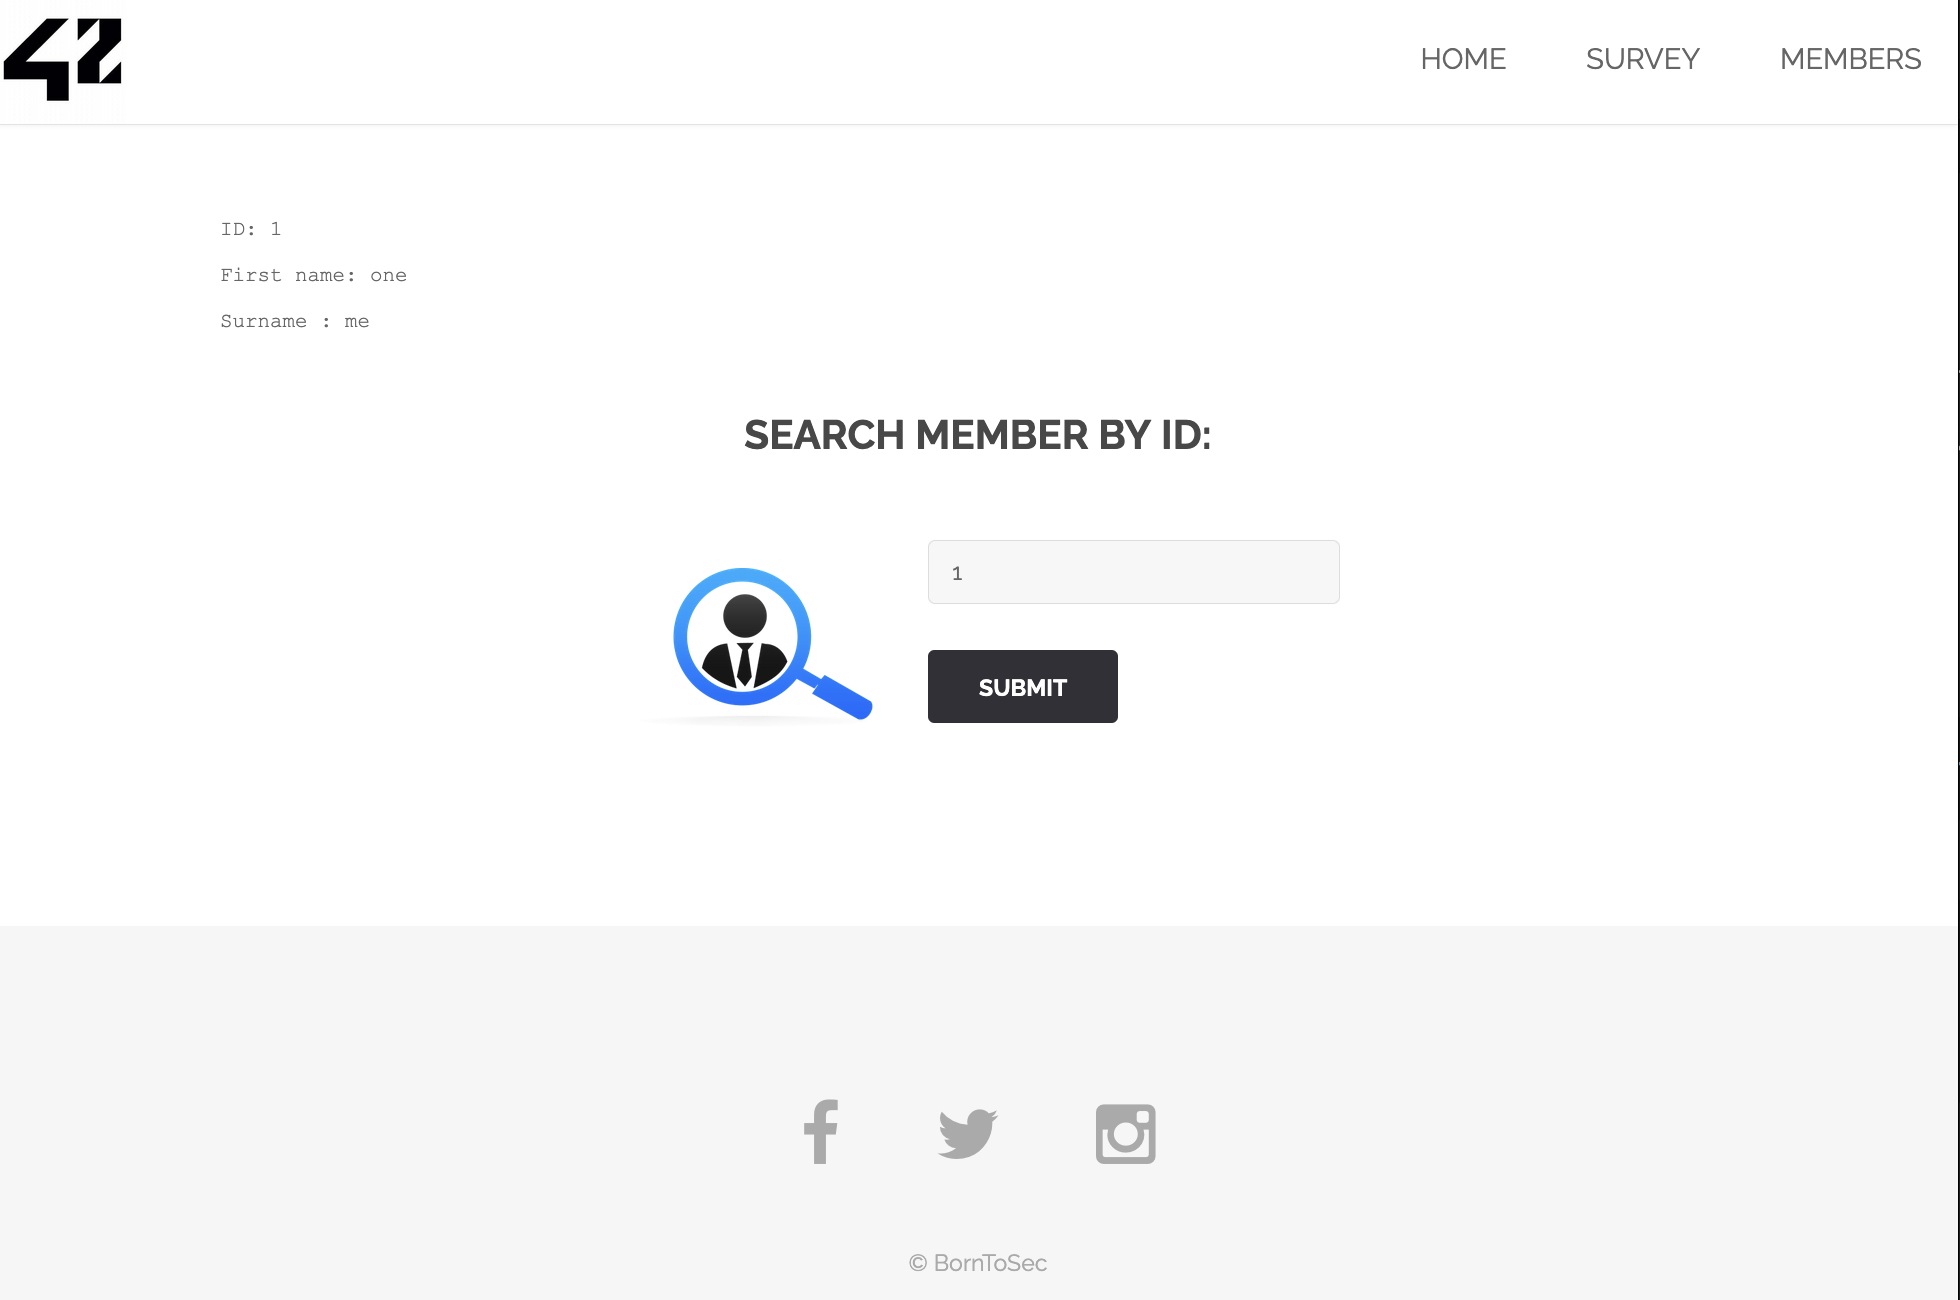 42
HOME SURVEY MEMBERS
ID: 1
First name: one
Surname : me
SEARCH MEMBER BY ID:
1
SUBMIT
© BornToSec